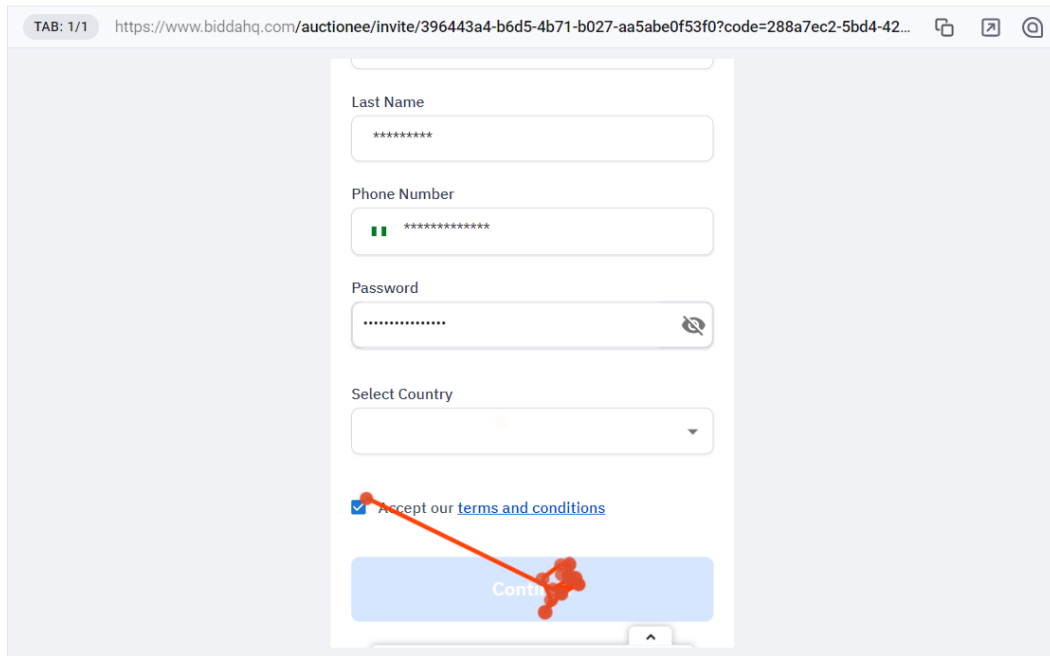 TAB: 1/1 https://www.biddahq.com/auctionee/invite/396443a4-b6d5-4b71-b027-aa5abe0f53f0?code=288a7ec2-5bd4-42...
Last Name
*********
Phone Number
*************
Password
••••••••••••••••
Select Country
Accept our terms and conditions